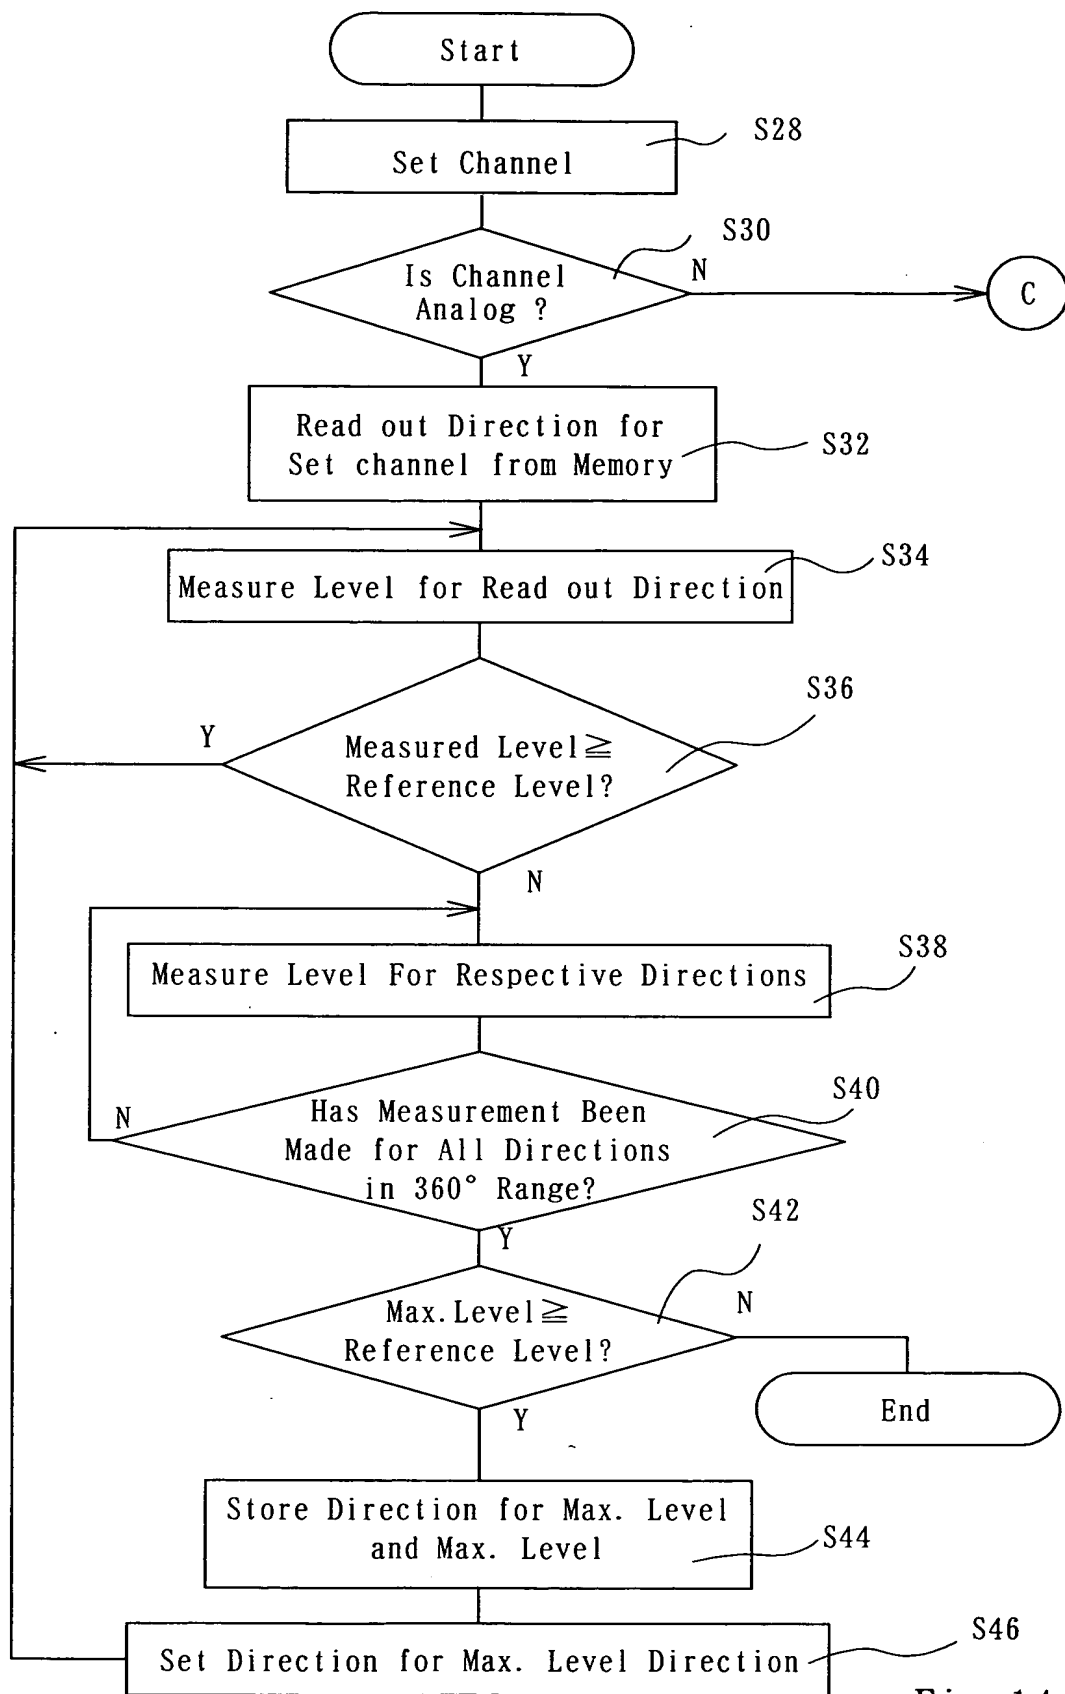 Start
Set Channel
S28
Is Channel
Analog ?
S30
N
C
Y
Read out Direction for
Set channel from Memory
S32
Measure Level for Read out Direction
S34
Measured Level≧
Reference Level?
S36
Y
N
Measure Level For Respective Directions
S38
Has Measurement Been
Made for All Directions
in 360° Range?
S40
N
Y
Max.Level≧
Reference Level?
S42
N
End
Y
Store Direction for Max. Level
and Max. Level
S44
Set Direction for Max. Level Direction
S46